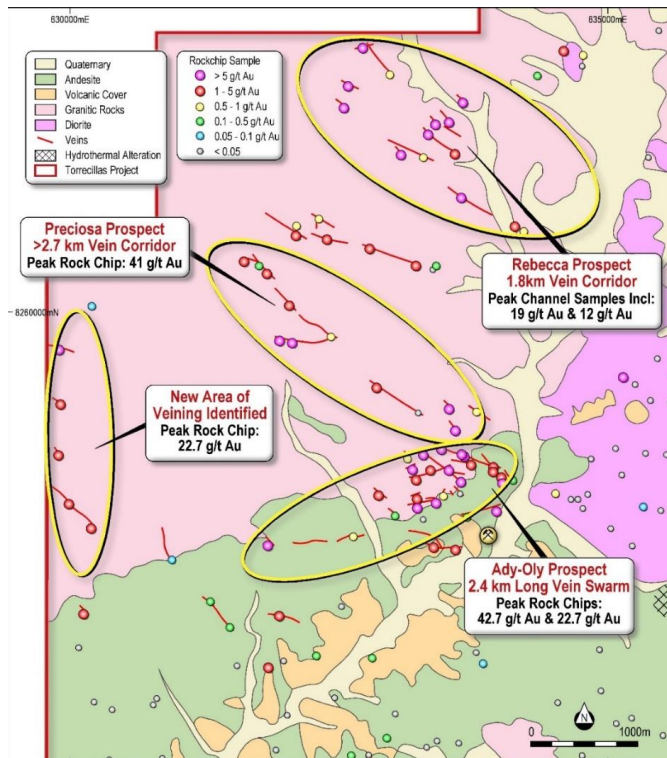 630000mE
635000mE
Quaternary
Andesite
Volcanic Cover
Granitic Rocks
Diorite
Veins
Hydrothermal Alteration
Torrecillas Project
Rockchip Sample
> 5 g/t Au
1 - 5 g/t Au
0.5 - 1 g/t Au
0.1 - 0.5 g/t Au
0.05 - 0.1 g/t Au
< 0.05
Preciosa Prospect
>2.7 km Vein Corridor
Peak Rock Chip: 41 g/t Au
Rebecca Prospect
1.8km Vein Corridor
Peak Channel Samples Incl:
19 g/t Au & 12 g/t Au
8260000mN
New Area of
Veining Identified
Peak Rock Chip:
22.7 g/t Au
Ady-Oly Prospect
2.4 km Long Vein Swarm
Peak Rock Chips:
42.7 g/t Au & 22.7 g/t Au
N
0 1000m